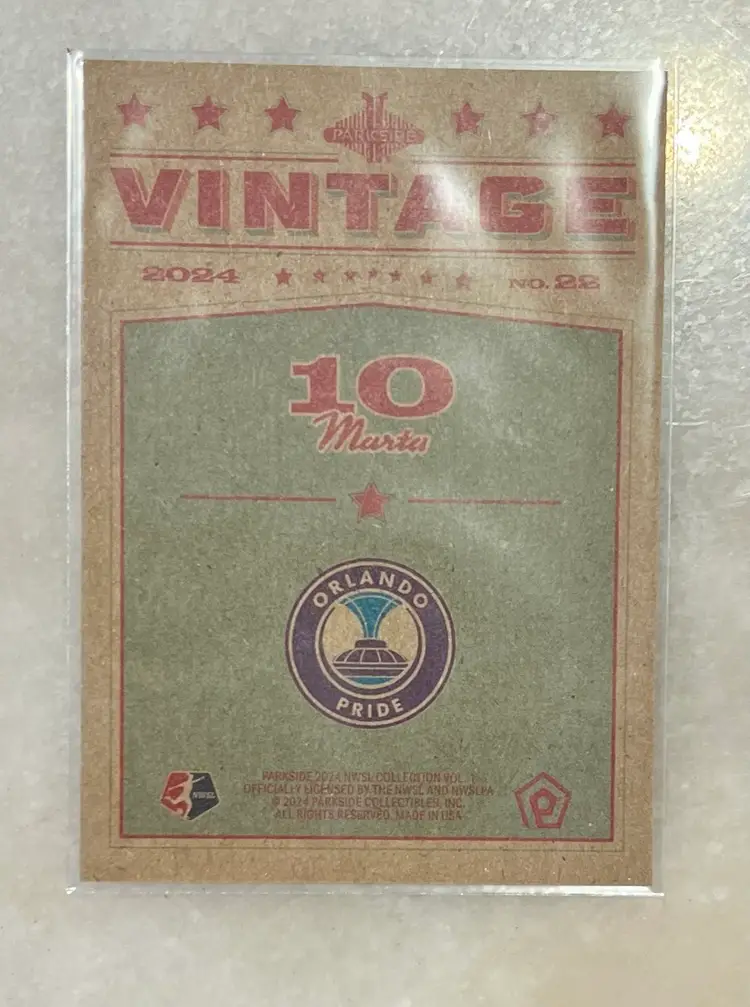 PARKSIDE
VINTAGE
2024
NO. 22
10
Marta
ORLANDO
PRIDE
NWSL
PARKSIDE 2024 NWSL COLLECTION VOL. 1
OFFICIALLY LICENSED BY THE NWSL AND NWSLPA
© 2024 PARKSIDE COLLECTIBLES, INC.
ALL RIGHTS RESERVED. MADE IN USA
P